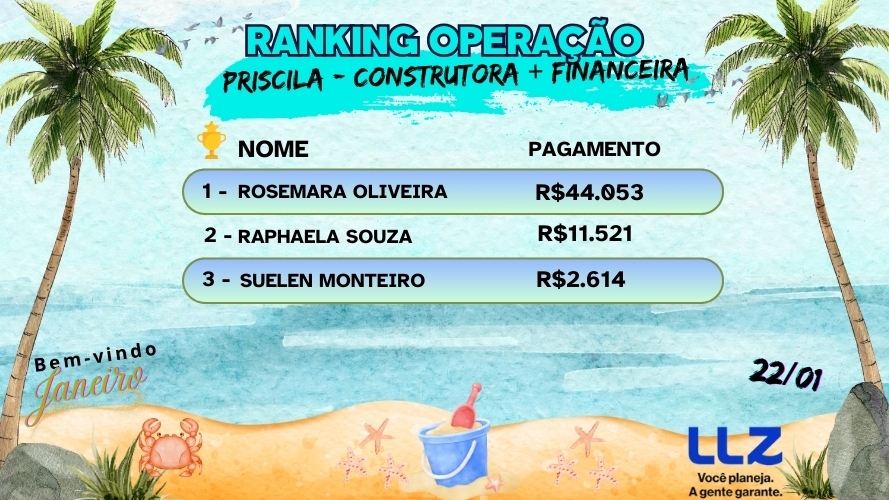 RANKING OPERAÇÃO
PRISCILA - CONSTRUTORA + FINANCEIRA
NOME PAGAMENTO
1 - ROSEMARA OLIVEIRA R$44.053
2 - RAPHAELA SOUZA R$11.521
3 - SUELEN MONTEIRO R$2.614
Bem-vindo
Janeiro
22/01
LLZ
Você planeja.
A gente garante.